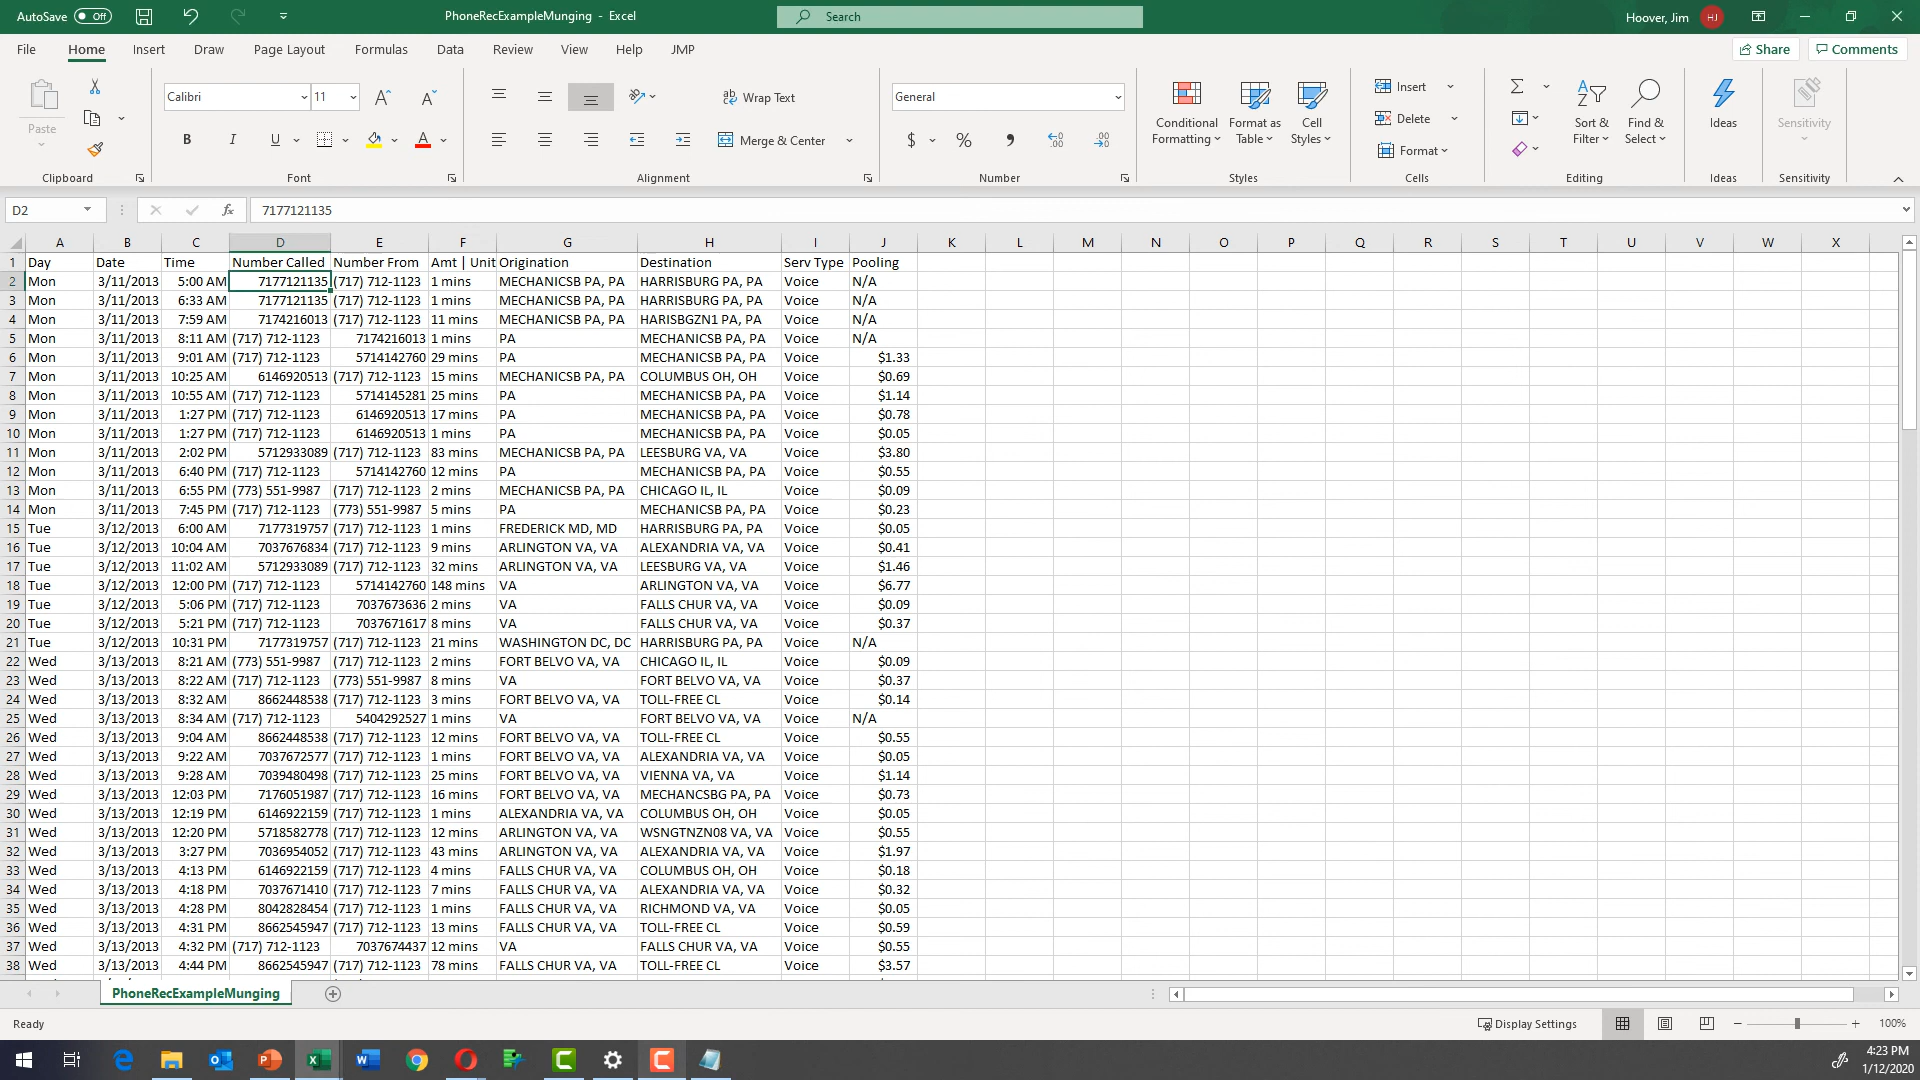 AutoSave Off PhoneRecExampleMunging - Excel Search Hoover, Jim HJ
File Home Insert Draw Page Layout Formulas Data Review View Help JMP Share Comments
Paste Calibri 11 Wrap Text General Conditional Formatting Format as Table Cell Styles Insert Sort & Filter Find & Select Ideas Sensitivity
B I U A Merge & Center $ % Delete
Format
Clipboard Font Alignment Number Styles Cells Editing Ideas Sensitivity
D2 fx 7177121135
A B C D E F G H I J K L M N O P Q R S T U V W X
1 Day Date Time Number Called Number From Amt | Unit Origination Destination Serv Type Pooling
2 Mon 3/11/2013 5:00 AM 7177121135 (717) 712-1123 1 mins MECHANICSB PA, PA HARRISBURG PA, PA Voice N/A
3 Mon 3/11/2013 6:33 AM 7177121135 (717) 712-1123 1 mins MECHANICSB PA, PA HARRISBURG PA, PA Voice N/A
4 Mon 3/11/2013 7:59 AM 7174216013 (717) 712-1123 11 mins MECHANICSB PA, PA HARISBGZN1 PA, PA Voice N/A
5 Mon 3/11/2013 8:11 AM (717) 712-1123 7174216013 1 mins PA MECHANICSB PA, PA Voice N/A
6 Mon 3/11/2013 9:01 AM (717) 712-1123 5714142760 29 mins PA MECHANICSB PA, PA Voice $1.33
7 Mon 3/11/2013 10:25 AM 6146920513 (717) 712-1123 15 mins MECHANICSB PA, PA COLUMBUS OH, OH Voice $0.69
8 Mon 3/11/2013 10:55 AM (717) 712-1123 5714145281 25 mins PA MECHANICSB PA, PA Voice $1.14
9 Mon 3/11/2013 1:27 PM (717) 712-1123 6146920513 17 mins PA MECHANICSB PA, PA Voice $0.78
10 Mon 3/11/2013 1:27 PM (717) 712-1123 6146920513 1 mins PA MECHANICSB PA, PA Voice $0.05
11 Mon 3/11/2013 2:02 PM 5712933089 (717) 712-1123 83 mins MECHANICSB PA, PA LEESBURG VA, VA Voice $3.80
12 Mon 3/11/2013 6:40 PM (717) 712-1123 5714142760 12 mins PA MECHANICSB PA, PA Voice $0.55
13 Mon 3/11/2013 6:55 PM (773) 551-9987 (717) 712-1123 2 mins MECHANICSB PA, PA CHICAGO IL, IL Voice $0.09
14 Mon 3/11/2013 7:45 PM (717) 712-1123 (773) 551-9987 5 mins PA MECHANICSB PA, PA Voice $0.23
15 Tue 3/12/2013 6:00 AM 7177319757 (717) 712-1123 1 mins FREDERICK MD, MD HARRISBURG PA, PA Voice $0.05
16 Tue 3/12/2013 10:04 AM 7037676834 (717) 712-1123 9 mins ARLINGTON VA, VA ALEXANDRIA VA, VA Voice $0.41
17 Tue 3/12/2013 11:02 AM 5712933089 (717) 712-1123 32 mins ARLINGTON VA, VA LEESBURG VA, VA Voice $1.46
18 Tue 3/12/2013 12:00 PM (717) 712-1123 5714142760 148 mins VA ARLINGTON VA, VA Voice $6.77
19 Tue 3/12/2013 5:06 PM (717) 712-1123 7037673636 2 mins VA FALLS CHUR VA, VA Voice $0.09
20 Tue 3/12/2013 5:21 PM (717) 712-1123 7037671617 8 mins VA FALLS CHUR VA, VA Voice $0.37
21 Tue 3/12/2013 10:31 PM 7177319757 (717) 712-1123 21 mins WASHINGTON DC, DC HARRISBURG PA, PA Voice N/A
22 Wed 3/13/2013 8:21 AM (773) 551-9987 (717) 712-1123 2 mins FORT BELVO VA, VA CHICAGO IL, IL Voice $0.09
23 Wed 3/13/2013 8:22 AM (717) 712-1123 (773) 551-9987 8 mins VA FORT BELVO VA, VA Voice $0.37
24 Wed 3/13/2013 8:32 AM 8662448538 (717) 712-1123 3 mins FORT BELVO VA, VA TOLL-FREE CL Voice $0.14
25 Wed 3/13/2013 8:34 AM (717) 712-1123 5404292527 1 mins VA FORT BELVO VA, VA Voice N/A
26 Wed 3/13/2013 9:04 AM 8662448538 (717) 712-1123 12 mins FORT BELVO VA, VA TOLL-FREE CL Voice $0.55
27 Wed 3/13/2013 9:22 AM 7037672577 (717) 712-1123 1 mins FORT BELVO VA, VA ALEXANDRIA VA, VA Voice $0.05
28 Wed 3/13/2013 9:28 AM 7039480498 (717) 712-1123 25 mins FORT BELVO VA, VA VIENNA VA, VA Voice $1.14
29 Wed 3/13/2013 12:03 PM 7176051987 (717) 712-1123 16 mins FORT BELVO VA, VA MECHANCSBG PA, PA Voice $0.73
30 Wed 3/13/2013 12:19 PM 6146922159 (717) 712-1123 1 mins ALEXANDRIA VA, VA COLUMBUS OH, OH Voice $0.05
31 Wed 3/13/2013 12:20 PM 5718582778 (717) 712-1123 12 mins ARLINGTON VA, VA WSNGTNZN08 VA, VA Voice $0.55
32 Wed 3/13/2013 3:27 PM 7036954052 (717) 712-1123 43 mins ARLINGTON VA, VA ALEXANDRIA VA, VA Voice $1.97
33 Wed 3/13/2013 4:13 PM 6146922159 (717) 712-1123 4 mins FALLS CHUR VA, VA COLUMBUS OH, OH Voice $0.18
34 Wed 3/13/2013 4:18 PM 7037671410 (717) 712-1123 7 mins FALLS CHUR VA, VA ALEXANDRIA VA, VA Voice $0.32
35 Wed 3/13/2013 4:28 PM 8042828454 (717) 712-1123 1 mins FALLS CHUR VA, VA RICHMOND VA, VA Voice $0.05
36 Wed 3/13/2013 4:31 PM 8662545947 (717) 712-1123 13 mins FALLS CHUR VA, VA TOLL-FREE CL Voice $0.59
37 Wed 3/13/2013 4:32 PM (717) 712-1123 7037674437 12 mins VA FALLS CHUR VA, VA Voice $0.55
38 Wed 3/13/2013 4:44 PM 8662545947 (717) 712-1123 78 mins FALLS CHUR VA, VA TOLL-FREE CL Voice $3.57
PhoneRecExampleMunging
Ready Display Settings 100%
4:23 PM
1/12/2020